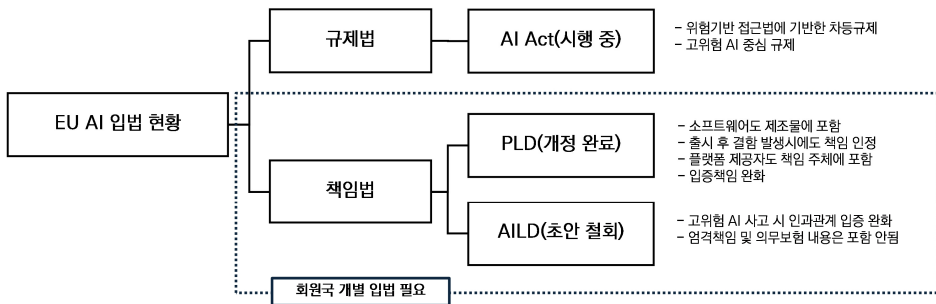 규제법
AI Act(시행 중)
– 위험기반 접근법에 기반한 차등규제
– 고위험 AI 중심 규제
EU AI 입법 현황
책임법
PLD(개정 완료)
– 소프트웨어도 제조물에 포함
– 출시 후 결함 발생시에도 책임 인정
– 플랫폼 제공자도 책임 주체에 포함
– 입증책임 완화
AILD(초안 철회)
– 고위험 AI 사고 시 인과관계 입증 완화
– 엄격책임 및 의무보험 내용은 포함 안됨
회원국 개별 입법 필요